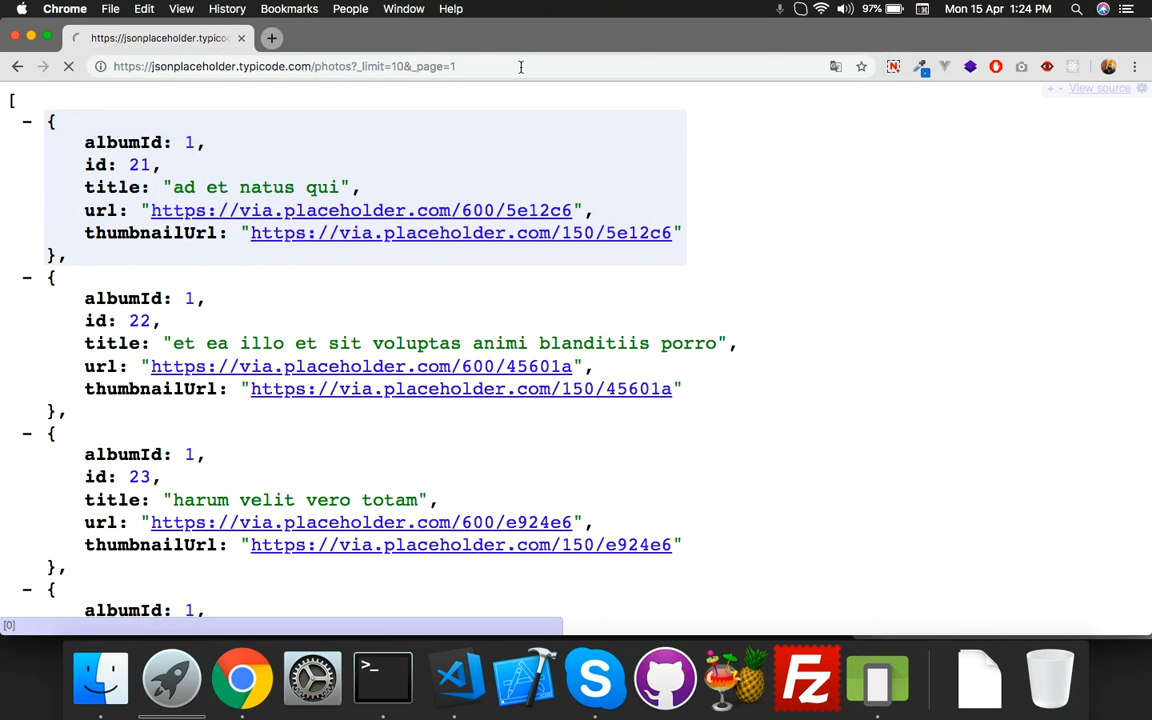 Chrome File Edit View History Bookmarks People Window Help 97% Mon 15 Apr 1:24 PM
https://jsonplaceholder.typico
https://jsonplaceholder.typicode.com/photos?_limit=10&_page=1
+ - View source
[
- {
albumId: 1,
id: 21,
title: "ad et natus qui",
url: "https://via.placeholder.com/600/5e12c6",
thumbnailUrl: "https://via.placeholder.com/150/5e12c6"
},
- {
albumId: 1,
id: 22,
title: "et ea illo et sit voluptas animi blanditiis porro",
url: "https://via.placeholder.com/600/45601a",
thumbnailUrl: "https://via.placeholder.com/150/45601a"
},
- {
albumId: 1,
id: 23,
title: "harum velit vero totam",
url: "https://via.placeholder.com/600/e924e6",
thumbnailUrl: "https://via.placeholder.com/150/e924e6"
},
- {
albumId: 1,
[0]
>_
S
Fz